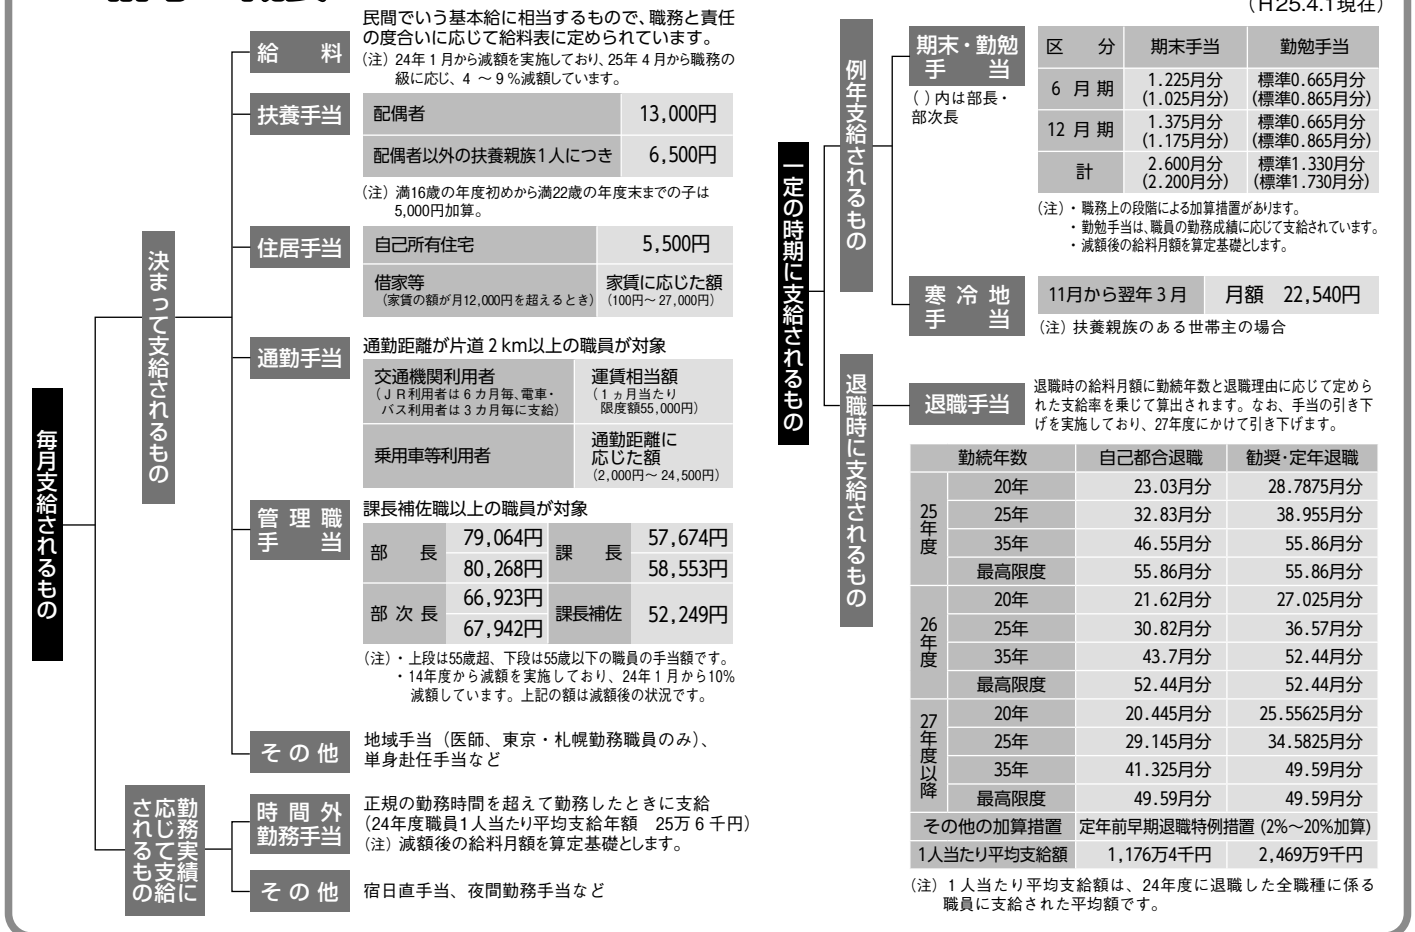 (H25.4.1現在)
毎月支給されるもの
決まって支給されるもの
給料
民間でいう基本給に相当するもので、職務と責任
の度合いに応じて給料表に定められています。
(注) 24年1月から減額を実施しており、25年4月から職務の
級に応じ、4～9%減額しています。
扶養手当
配偶者 13,000円
配偶者以外の扶養親族1人につき 6,500円
(注) 満16歳の年度初めから満22歳の年度末までの子は
5,000円加算。
住居手当
自己所有住宅 5,500円
借家等 家賃に応じた額
(家賃の額が月12,000円を超えるとき) (100円～27,000円)
通勤手当
通勤距離が片道2km以上の職員が対象
交通機関利用者 運賃相当額
(JR利用者は6カ月毎、電車・ (1ヵ月当たり
バス利用者は3カ月毎に支給) 限度額55,000円)
乗用車等利用者
通勤距離に
応じた額
(2,000円～24,500円)
管理職
手当
課長補佐職以上の職員が対象
部長 79,064円 課長 57,674円
80,268円 58,553円
部次長 66,923円 課長補佐 52,249円
67,942円
(注)・上段は55歳超、下段は55歳以下の職員の手当額です。
・14年度から減額を実施しており、24年1月から10%
減額しています。上記の額は減額後の状況です。
その他
地域手当(医師、東京・札幌勤務職員のみ)、
単身赴任手当など
勤務実績に
応じて支給
されるもの
時間外
勤務手当
正規の勤務時間を超えて勤務したときに支給
(24年度職員1人当たり平均支給年額 25万6千円)
(注) 減額後の給料月額を算定基礎とします。
その他
宿日直手当、夜間勤務手当など
一定の時期に支給されるもの
例年支給されるもの
期末・勤勉
手当
( )内は部長・
部次長
区分 期末手当 勤勉手当
6月期 1.225月分 標準0.665月分
(1.025月分) (標準0.865月分)
12月期 1.375月分 標準0.665月分
(1.175月分) (標準0.865月分)
計 2.600月分 標準1.330月分
(2.200月分) (標準1.730月分)
(注)・職務上の段階による加算措置があります。
・勤勉手当は、職員の勤務成績に応じて支給されています。
・減額後の給料月額を算定基礎とします。
寒冷地
手当
11月から翌年3月 月額 22,540円
(注) 扶養親族のある世帯主の場合
退職時に支給されるもの
退職手当
退職時の給料月額に勤続年数と退職理由に応じて定めら
れた支給率を乗じて算出されます。なお、手当の引き下
げを実施しており、27年度にかけて引き下げます。
勤続年数 自己都合退職 勧奨・定年退職
25年度
20年 23.03月分 28.7875月分
25年 32.83月分 38.955月分
35年 46.55月分 55.86月分
最高限度 55.86月分 55.86月分
26年度
20年 21.62月分 27.025月分
25年 30.82月分 36.57月分
35年 43.7月分 52.44月分
最高限度 52.44月分 52.44月分
27年度以降
20年 20.445月分 25.55625月分
25年 29.145月分 34.5825月分
35年 41.325月分 49.59月分
最高限度 49.59月分 49.59月分
その他の加算措置 定年前早期退職特例措置 (2%～20%加算)
1人当たり平均支給額 1,176万4千円 2,469万9千円
(注) 1人当たり平均支給額は、24年度に退職した全職種に係る
職員に支給された平均額です。